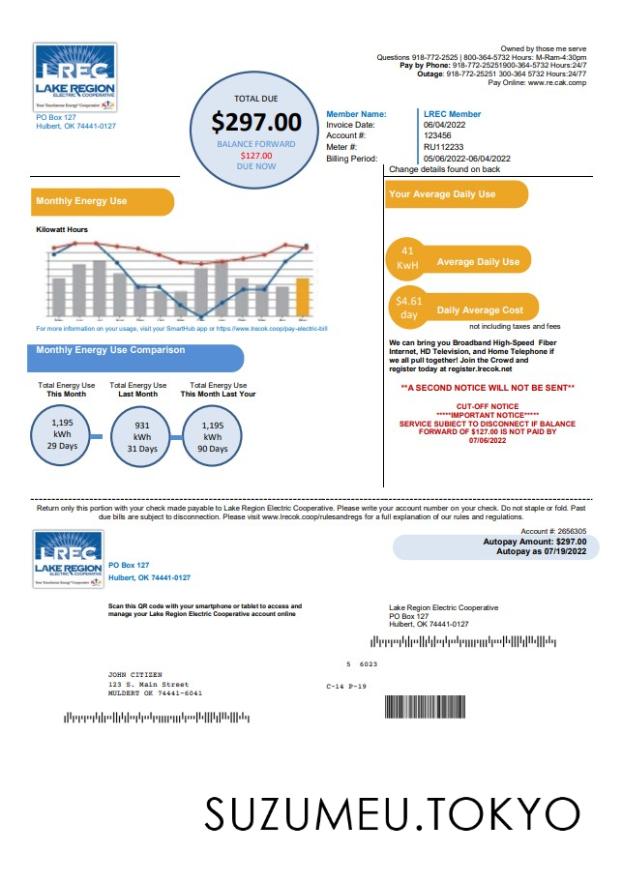 LREC
LAKE REGION
ELECTRIC COOPERATIVE
Your Touchstone Energy® Cooperative
PO Box 127
Hulbert, OK 74441-0127
TOTAL DUE
$297.00
BALANCE FORWARD
$127.00
DUE NOW
Owned by those me serve
Questions 918-772-2525 | 800-364-5732 Hours: M-Ram-4:30pm
Pay by Phone: 918-772-25251900-364-5732 Hours:24/7
Outage: 918-772-25251 300-364 5732 Hours:24/77
Pay Online: www.re.cak.comp
Member Name: LREC Member
Invoice Date: 06/04/2022
Account #: 123456
Meter #: RU112233
Billing Period: 05/06/2022-06/04/2022
Change details found on back
Monthly Energy Use
Kilowatt Hours
For more information on your usage, visit your SmartHub app or https://www.lrecok.coop/pay-electric-bill
Monthly Energy Use Comparison
Total Energy Use
This Month
Total Energy Use
Last Month
Total Energy Use
This Month Last Your
1,195
kWh
29 Days
931
kWh
31 Days
1,195
kWh
90 Days
Your Average Daily Use
41
KwH
Average Daily Use
$4.61
day
Daily Average Cost
not including taxes and fees
We can bring you Broadband High-Speed Fiber
Internet, HD Television, and Home Telephone if
we all pull together! Join the Crowd and
register today at register.lrecok.net
**A SECOND NOTICE WILL NOT BE SENT**
CUT-OFF NOTICE
*****IMPORTANT NOTICE*****
SERVICE SUBIECT TO DISCONNECT IF BALANCE
FORWARD OF $127.00 IS NOT PAID BY
07/06/2022
Return only this portion with your check made payable to Lake Region Electric Cooperative. Please write your account number on your check. Do not staple or fold. Past
due bills are subject to disconnection. Please visit www.lrecok.coop/rulesandregs for a full explanation of our rules and regulations.
LREC
LAKE REGION
ELECTRIC COOPERATIVE
Your Touchstone Energy® Cooperative
PO Box 127
Hulbert, OK 74441-0127
Account #: 2656305
Autopay Amount: $297.00
Autopay as 07/19/2022
Scan this QR code with your smartphone or tablet to access and
manage your Lake Region Electric Cooperative account online
Lake Region Electric Cooperative
PO Box 127
Hulbert, OK 74441-0127
5 6023
JOHN CITIZEN
123 S. Main Street
MULDERT OK 74441-6041
C-14 P-19
SUZUMEU.TOKYO